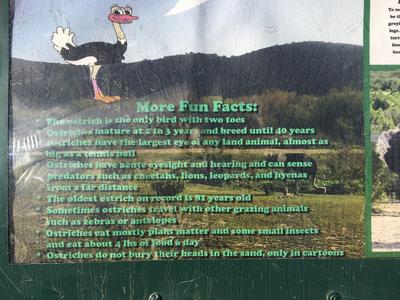 More Fun Facts:
• The ostrich is the only bird with two toes
• Ostriches mature at 2 to 3 years and breed until 40 years
• Ostriches have the largest eye of any land animal, almost as
big as a tennis ball
• Ostriches have acute eyesight and hearing and can sense
predators such as cheetahs, lions, leopards, and hyenas
from a far distance
• The oldest ostrich on record is 81 years old
• Sometimes ostriches travel with other grazing animals
such as zebras or antelopes
• Ostriches eat mostly plant matter and some small insects
and eat about 4 lbs of food a day
• Ostriches do not bury their heads in the sand, only in cartoons